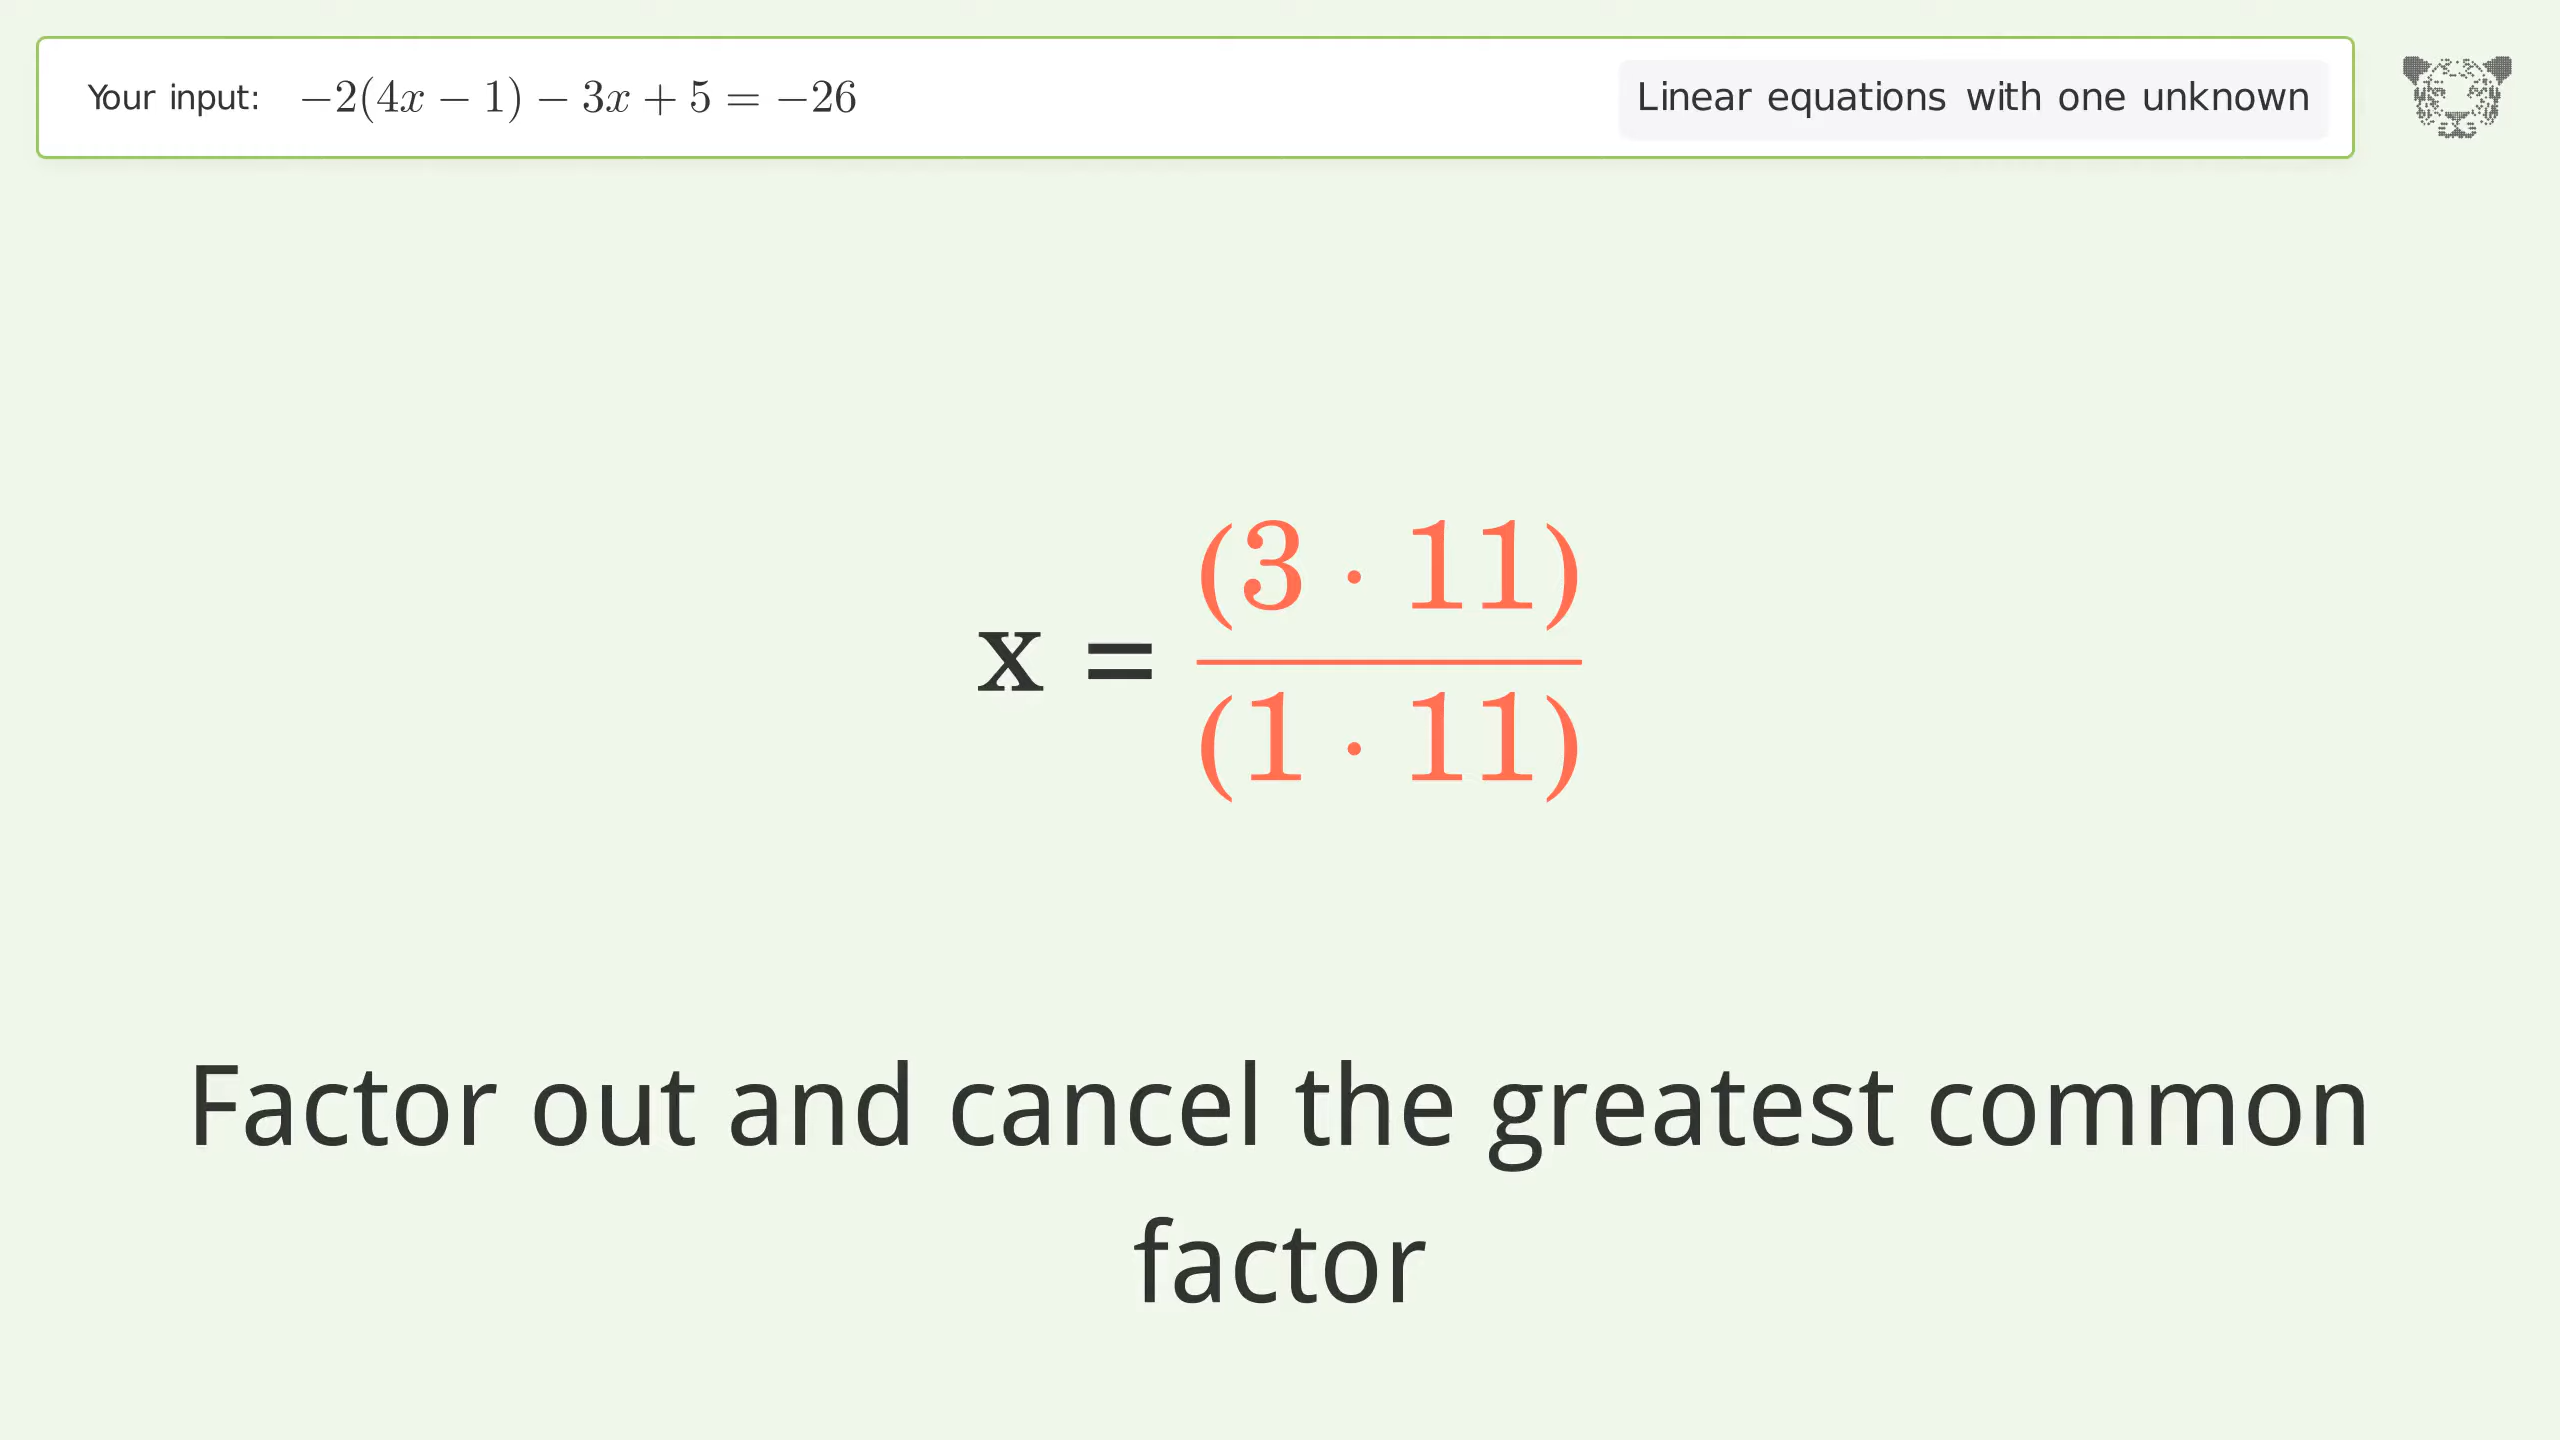 Your input: −2(4x − 1) − 3x + 5 = −26
Linear equations with one unknown
x = (3 · 11) / (1 · 11)
Factor out and cancel the greatest common
factor